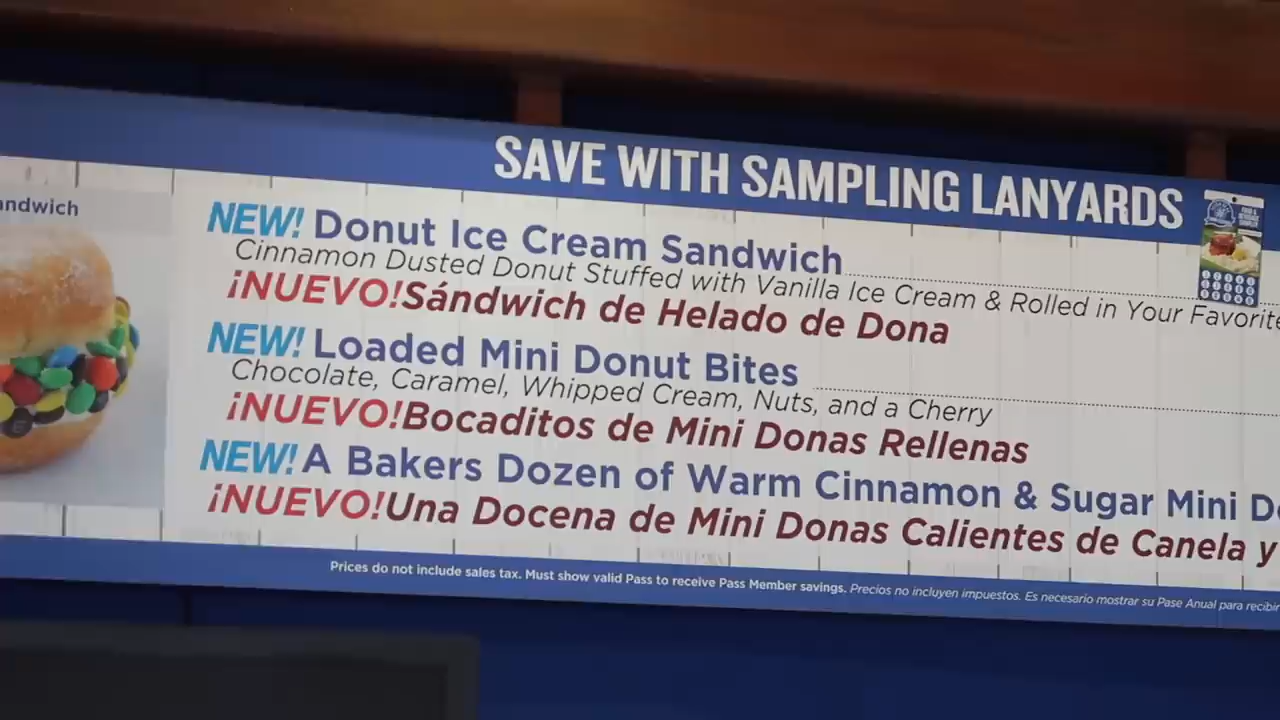 SAVE WITH SAMPLING LANYARDS
andwich
NEW! Donut Ice Cream Sandwich
Cinnamon Dusted Donut Stuffed with Vanilla Ice Cream & Rolled in Your Favorite
¡NUEVO!Sándwich de Helado de Dona
NEW! Loaded Mini Donut Bites
Chocolate, Caramel, Whipped Cream, Nuts, and a Cherry
¡NUEVO!Bocaditos de Mini Donas Rellenas
NEW! A Bakers Dozen of Warm Cinnamon & Sugar Mini Do
¡NUEVO!Una Docena de Mini Donas Calientes de Canela y
Prices do not include sales tax. Must show valid Pass to receive Pass Member savings. Precios no incluyen impuestos. Es necesario mostrar su Pase Anual para recibir